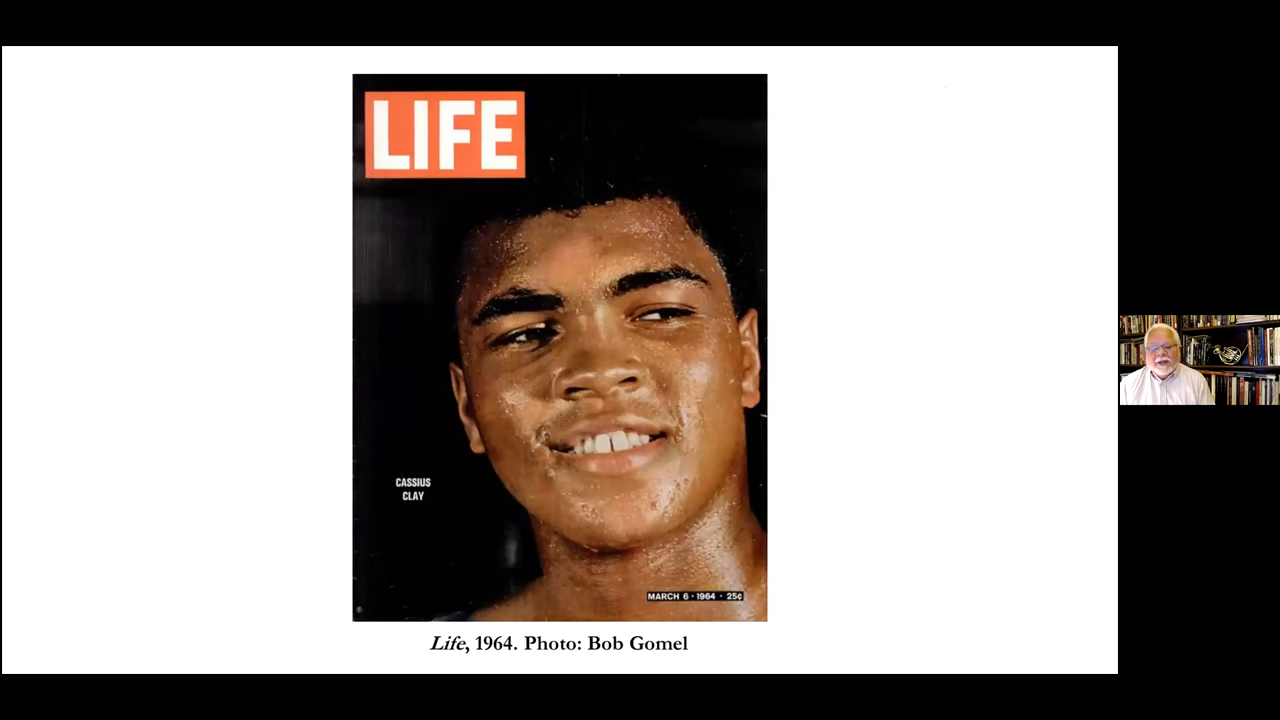 LIFE
CASSIUS
CLAY
MARCH 6 · 1964 · 25¢
Life, 1964. Photo: Bob Gomel